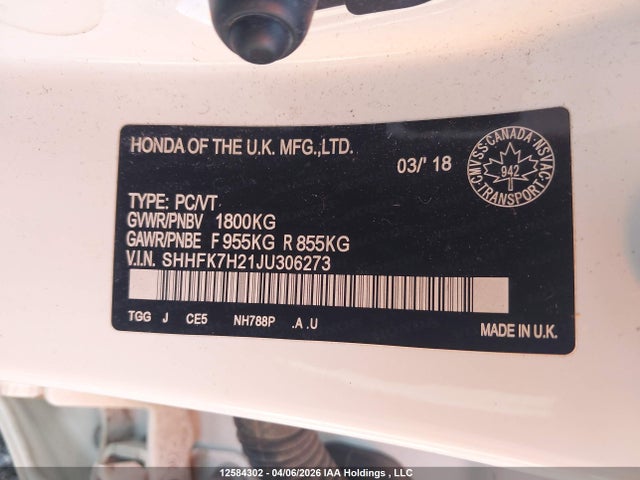 HONDA OF THE U.K. MFG.,LTD.
03/' 18
CMVSS · CANADA · NSVAC
942
TRANSPORT
TYPE: PC/VT
GVWR/PNBV 1800KG
GAWR/PNBE F 955KG R 855KG
V.I.N. SHHFK7H21JU306273
TGG J CE5 NH788P .A .U
MADE IN U.K.
12584302 - 04/06/2026 IAA Holdings , LLC